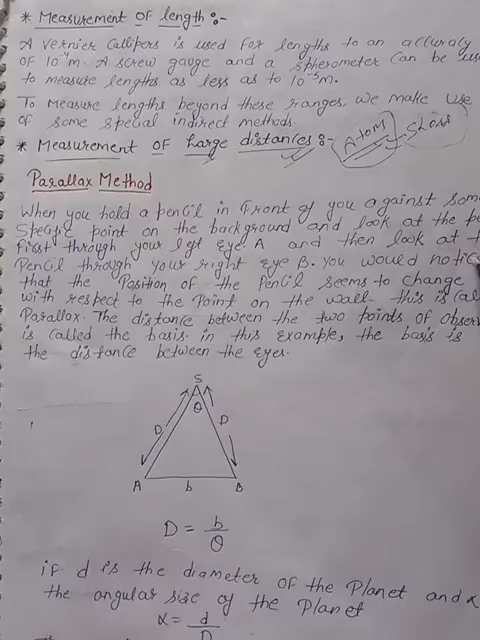 * Measurement of length :-
A vernier Callipers is used for lengths to an accuracy
of 10⁻⁴m. A screw gauge and a spherometer can be us
to measure lengths as less as to 10⁻⁵m.
To measure lengths beyond these ranges, we make use
of some special indirect methods.
* Measurement of Large distances :-
Atom
Parallax Method
When you hold a pencil in front of you against som
specific point on the background and look at the pe
first through your left eye A and then look at t
Pencil through your right eye B. you would notic
that the Position of the Pencil seems to change
with respect to the point on the wall. this is cal
Parallax. The distance between the two points of observ
is called the basis. in this example, the basis is
the distance between the eyes.
S
θ
D D
A b B
D = b/θ
if d is the diameter of the Planet and α
the angular size of the Planet
α = d/D